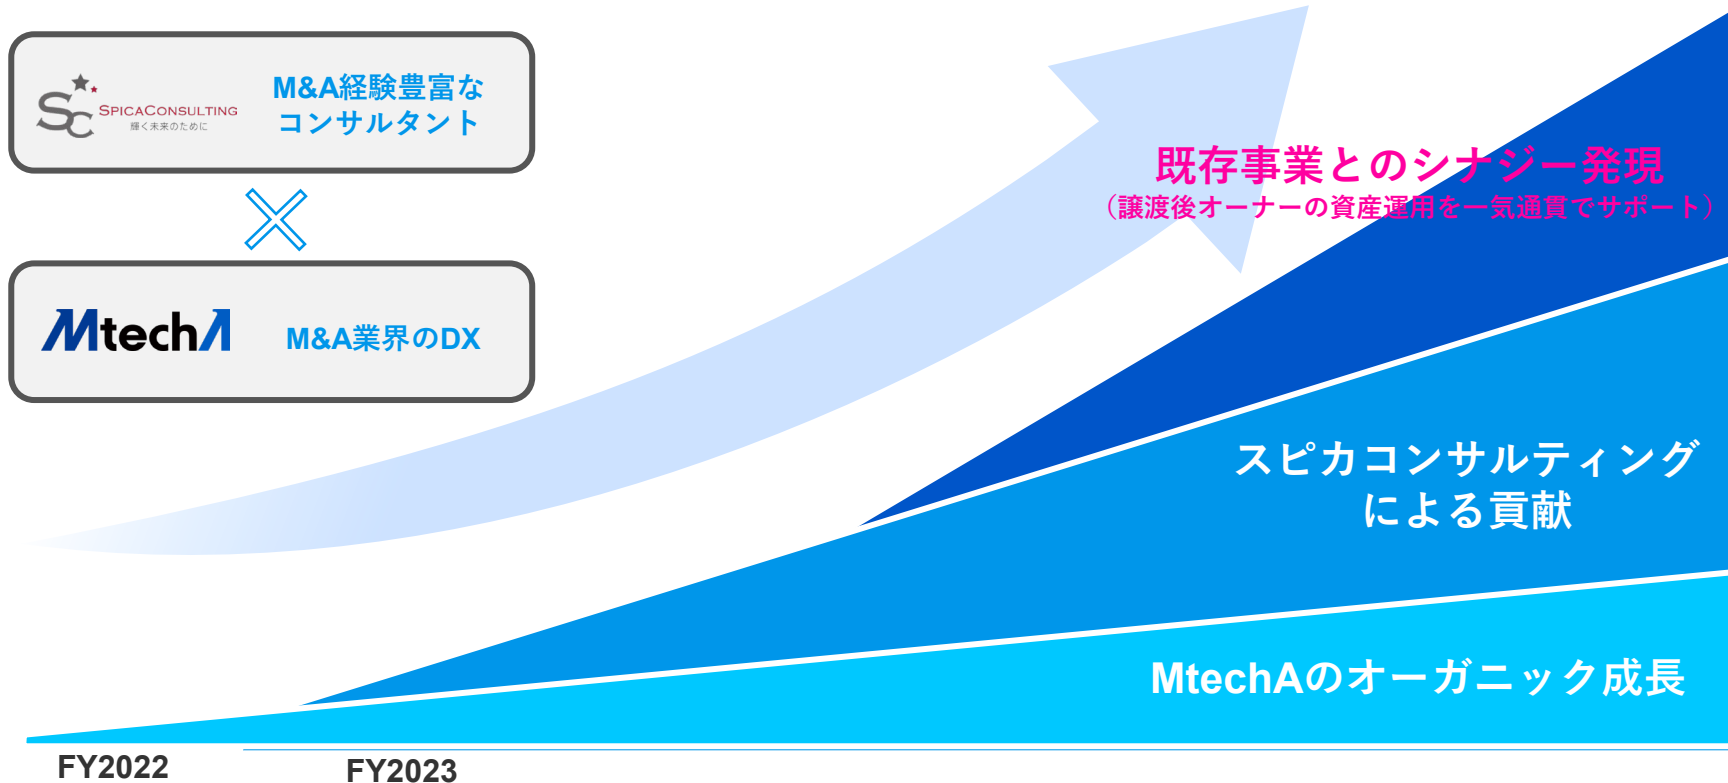 SPICACONSULTING
輝く未来のために
M&A経験豊富な
コンサルタント
MtechA
M&A業界のDX
既存事業とのシナジー発現
（譲渡後オーナーの資産運用を一気通貫でサポート）
スピカコンサルティング
による貢献
MtechAのオーガニック成長
FY2022
FY2023